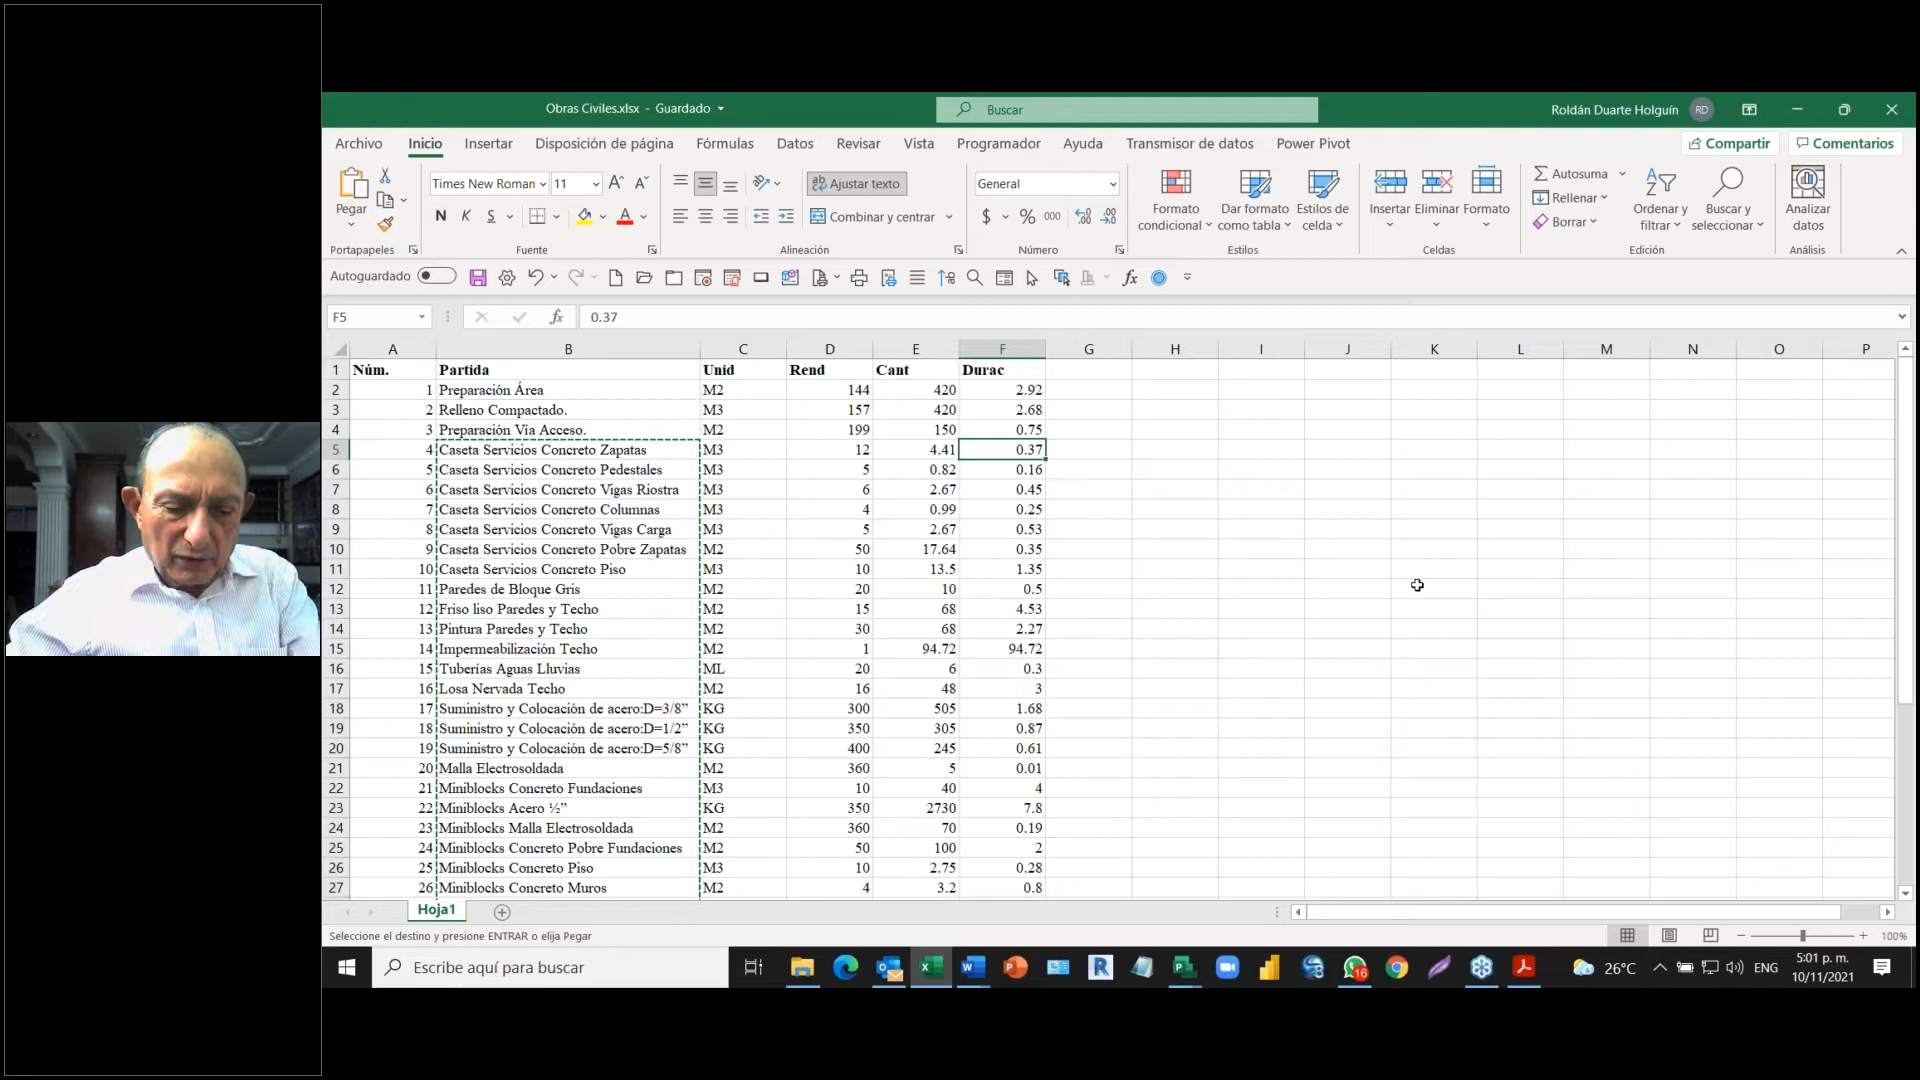 Obras Civiles.xlsx - Guardado
Buscar
Roldán Duarte Holguín RD
Archivo Inicio Insertar Disposición de página Fórmulas Datos Revisar Vista Programador Ayuda Transmisor de datos Power Pivot Compartir Comentarios
Pegar
Portapapeles
Times New Roman 11
N K S
Fuente
Ajustar texto
Combinar y centrar
Alineación
General
$ % 000
Número
Formato condicional
Dar formato como tabla
Estilos de celda
Estilos
Insertar Eliminar Formato
Celdas
Autosuma
Rellenar
Borrar
Ordenar y filtrar
Buscar y seleccionar
Edición
Analizar datos
Análisis
Autoguardado
F5 fx 0.37
A B C D E F G H I J K L M N O P
1 Núm. Partida Unid Rend Cant Durac
2 1 Preparación Área M2 144 420 2.92
3 2 Relleno Compactado. M3 157 420 2.68
4 3 Preparación Via Acceso. M2 199 150 0.75
5 4 Caseta Servicios Concreto Zapatas M3 12 4.41 0.37
6 5 Caseta Servicios Concreto Pedestales M3 5 0.82 0.16
7 6 Caseta Servicios Concreto Vigas Riostra M3 6 2.67 0.45
8 7 Caseta Servicios Concreto Columnas M3 4 0.99 0.25
9 8 Caseta Servicios Concreto Vigas Carga M3 5 2.67 0.53
10 9 Caseta Servicios Concreto Pobre Zapatas M2 50 17.64 0.35
11 10 Caseta Servicios Concreto Piso M3 10 13.5 1.35
12 11 Paredes de Bloque Gris M2 20 10 0.5
13 12 Friso liso Paredes y Techo M2 15 68 4.53
14 13 Pintura Paredes y Techo M2 30 68 2.27
15 14 Impermeabilización Techo M2 1 94.72 94.72
16 15 Tuberías Aguas Lluvias ML 20 6 0.3
17 16 Losa Nervada Techo M2 16 48 3
18 17 Suministro y Colocación de acero:D=3/8” KG 300 505 1.68
19 18 Suministro y Colocación de acero:D=1/2” KG 350 305 0.87
20 19 Suministro y Colocación de acero:D=5/8” KG 400 245 0.61
21 20 Malla Electrosoldada M2 360 5 0.01
22 21 Miniblocks Concreto Fundaciones M3 10 40 4
23 22 Miniblocks Acero ½” KG 350 2730 7.8
24 23 Miniblocks Malla Electrosoldada M2 360 70 0.19
25 24 Miniblocks Concreto Pobre Fundaciones M2 50 100 2
26 25 Miniblocks Concreto Piso M3 10 2.75 0.28
27 26 Miniblocks Concreto Muros M2 4 3.2 0.8
Hoja1
Seleccione el destino y presione ENTRAR o elija Pegar
100%
Escribe aquí para buscar
16
26°C
ENG
5:01 p. m.
10/11/2021